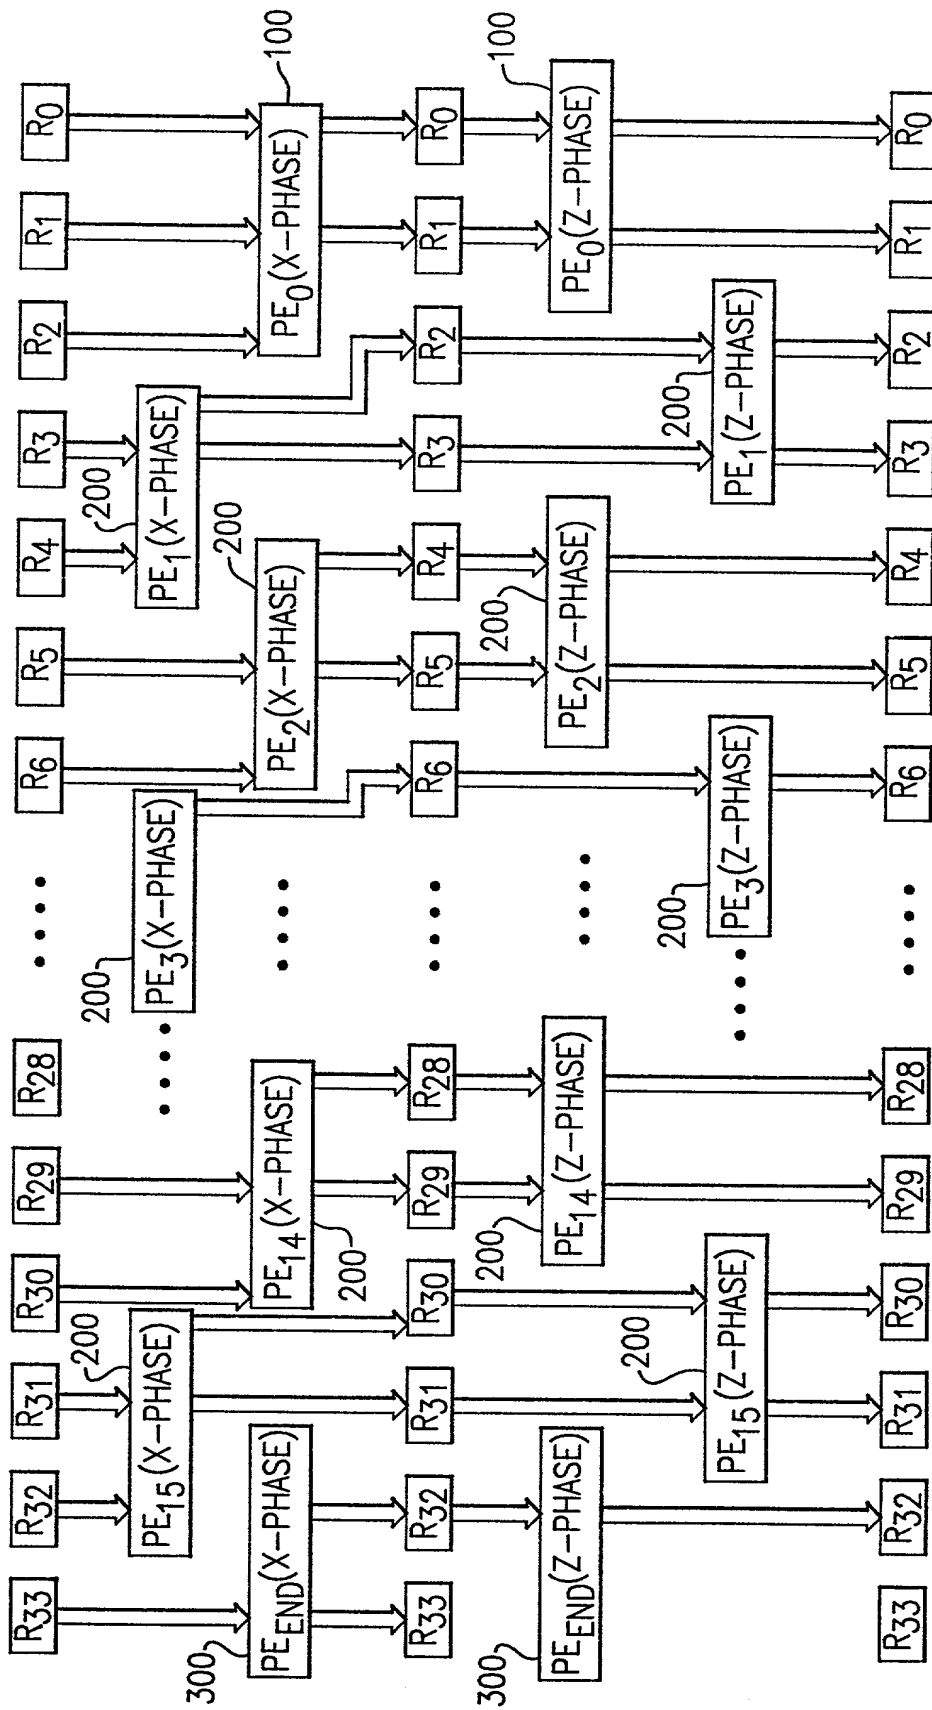 R33 R32 R31 R30 R29 R28 •••• R6 R5 R4 R3 R2 R1 R0
200 200 200
PE15(X–PHASE) •••• PE3(X–PHASE) PE1(X–PHASE)
300 200 100
PEEND(X–PHASE) PE14(X–PHASE) •••• PE2(X–PHASE) PE0(X–PHASE)
200
R33 R32 R31 R30 R29 R28 •••• R6 R5 R4 R3 R2 R1 R0
300 200 200 100
PEEND(Z–PHASE) PE14(Z–PHASE) •••• PE2(Z–PHASE) PE0(Z–PHASE)
200 200 200
PE15(Z–PHASE) •••• PE3(Z–PHASE) PE1(Z–PHASE)
R33 R32 R31 R30 R29 R28 •••• R6 R5 R4 R3 R2 R1 R0